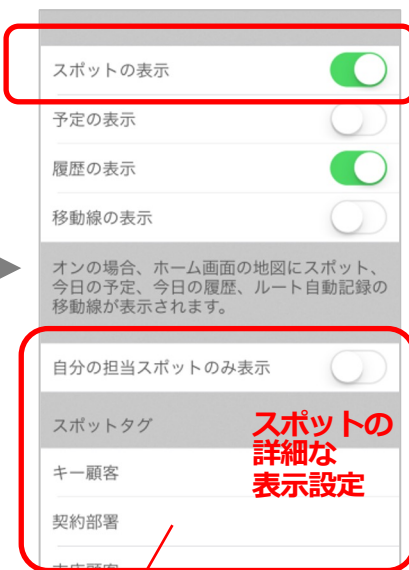 スポットの表示
予定の表示
履歴の表示
移動線の表示
オンの場合、ホーム画面の地図にスポット、
今日の予定、今日の履歴、ルート自動記録の
移動線が表示されます。
自分の担当スポットのみ表示
スポットタグ
スポットの
詳細な
表示設定
キー顧客
契約部署